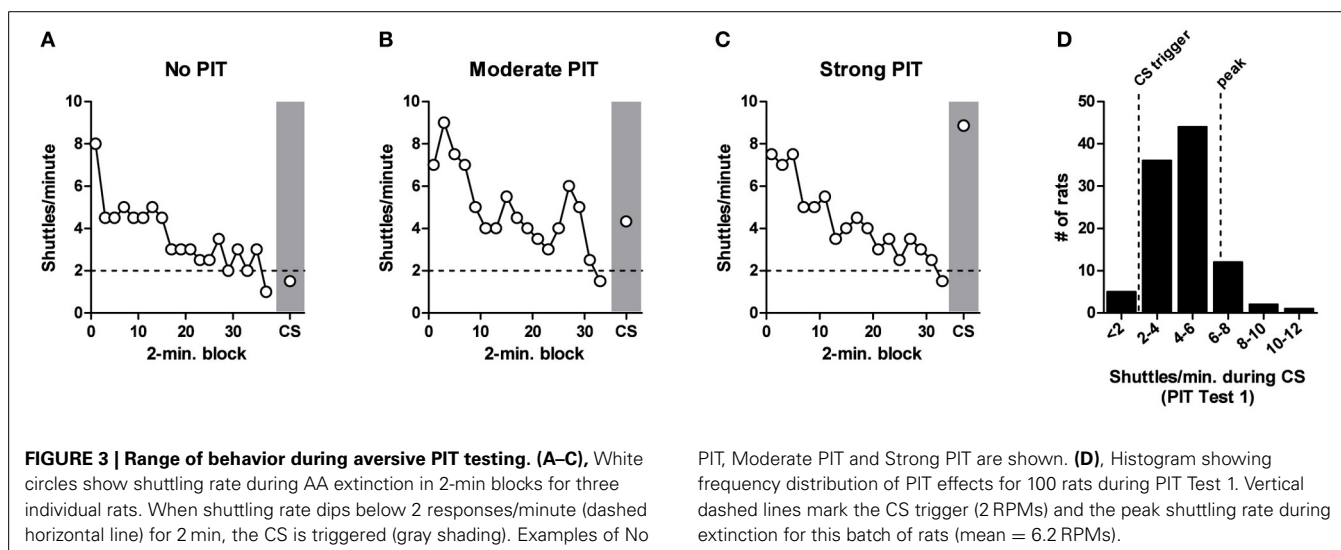 A
No PIT
Shuttles/minute
10
8
6
4
2
0
0 10 20 30 CS
2-min. block
B
Moderate PIT
Shuttles/minute
10
8
6
4
2
0
0 10 20 30 CS
2-min. block
C
Strong PIT
Shuttles/minute
10
8
6
4
2
0
0 10 20 30 CS
2-min. block
D
CS trigger
peak
# of rats
50
40
30
20
10
0
<2 2-4 4-6 6-8 8-10 10-12
Shuttles/min. during CS
(PIT Test 1)
FIGURE 3 | Range of behavior during aversive PIT testing. (A–C), White
circles show shuttling rate during AA extinction in 2-min blocks for three
individual rats. When shuttling rate dips below 2 responses/minute (dashed
horizontal line) for 2 min, the CS is triggered (gray shading). Examples of No
PIT, Moderate PIT and Strong PIT are shown. (D), Histogram showing
frequency distribution of PIT effects for 100 rats during PIT Test 1. Vertical
dashed lines mark the CS trigger (2 RPMs) and the peak shuttling rate during
extinction for this batch of rats (mean = 6.2 RPMs).